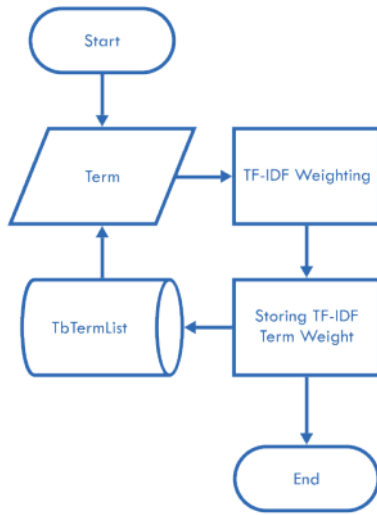 Start
Term
TF-IDF Weighting
TbTermList
Storing TF-IDF
Term Weight
End